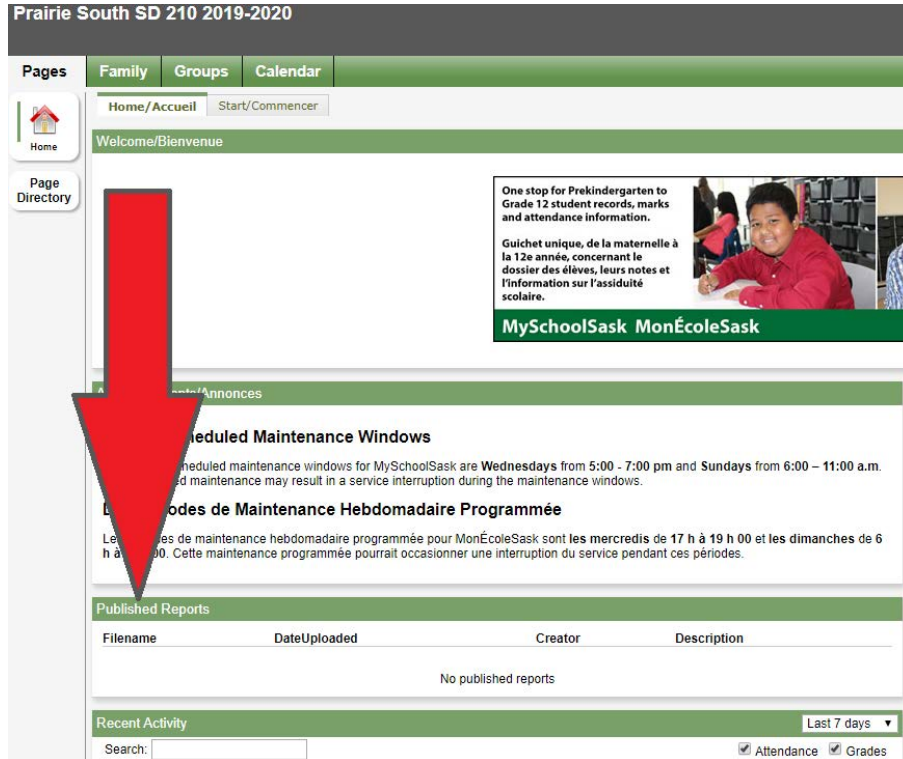 Prairie South SD 210 2019-2020
Pages Family Groups Calendar
Home/Accueil Start/Commencer
Home
Page
Directory
Welcome/Bienvenue
One stop for Prekindergarten to
Grade 12 student records, marks
and attendance information.
Guichet unique, de la maternelle à
la 12e année, concernant le
dossier des élèves, leurs notes et
l'information sur l'assiduité
scolaire.
MySchoolSask MonÉcoleSask
/Annonces
Maintenance Windows
maintenance windows for MySchoolSask are Wednesdays from 5:00 - 7:00 pm and Sundays from 6:00 – 11:00 a.m.
maintenance may result in a service interruption during the maintenance windows.
de Maintenance Hebdomadaire Programmée
de maintenance hebdomadaire programmée pour MonÉcoleSask sont les mercredis de 17 h à 19 h 00 et les dimanches de 6
h à Cette maintenance programmée pourrait occasionner une interruption du service pendant ces périodes.
Published Reports
Filename DateUploaded Creator Description
No published reports
Recent Activity Last 7 days
Search: Attendance Grades